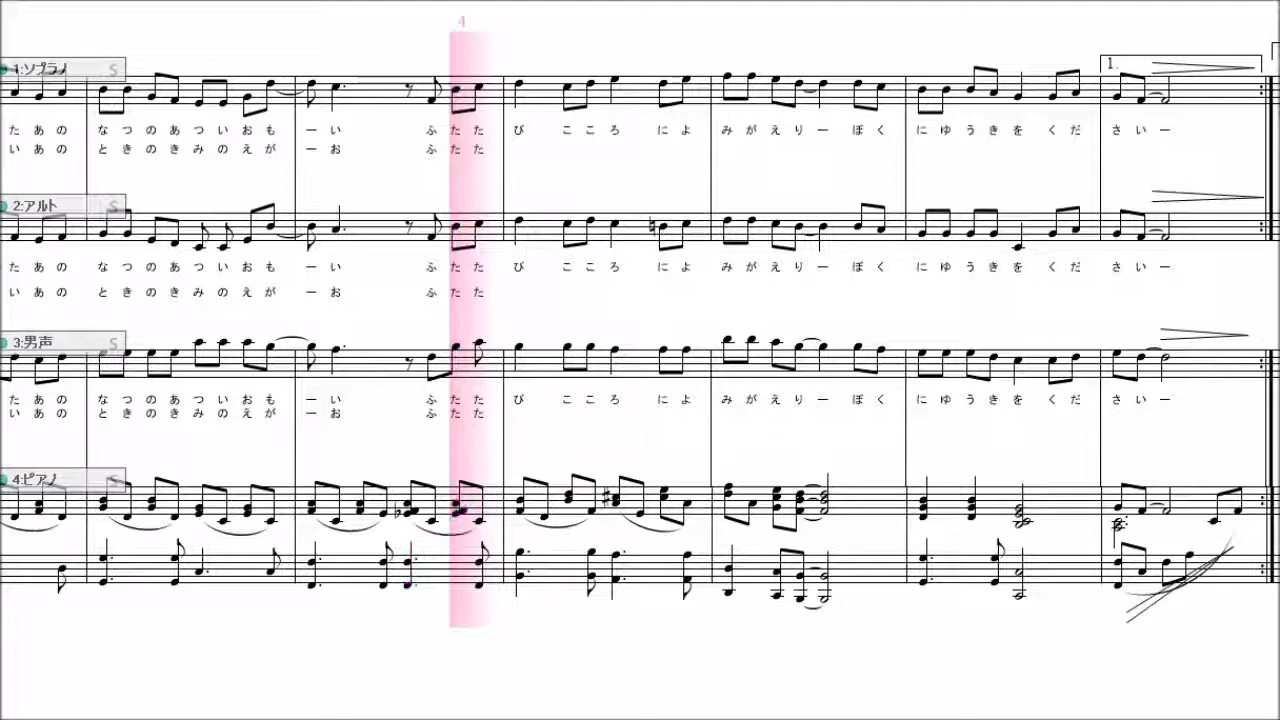 4
1.
1:ソプラノ S
た あ の な つ の あ つ い お も ー い ふ た た び こ こ ろ に よ み が え り ー ぼ く に ゆ う き を く だ さ い ー
い あ の と き の き み の え が ー お ふ た た
2:アルト S
た あ の な つ の あ つ い お も ー い ふ た た び こ こ ろ に よ み が え り ー ぼ く に ゆ う き を く だ さ い ー
い あ の と き の き み の え が ー お ふ た た
3:男声 S
た あ の な つ の あ つ い お も ー い ふ た た び こ こ ろ に よ み が え り ー ぼ く に ゆ う き を く だ さ い ー
い あ の と き の き み の え が ー お ふ た た
4:ピアノ S